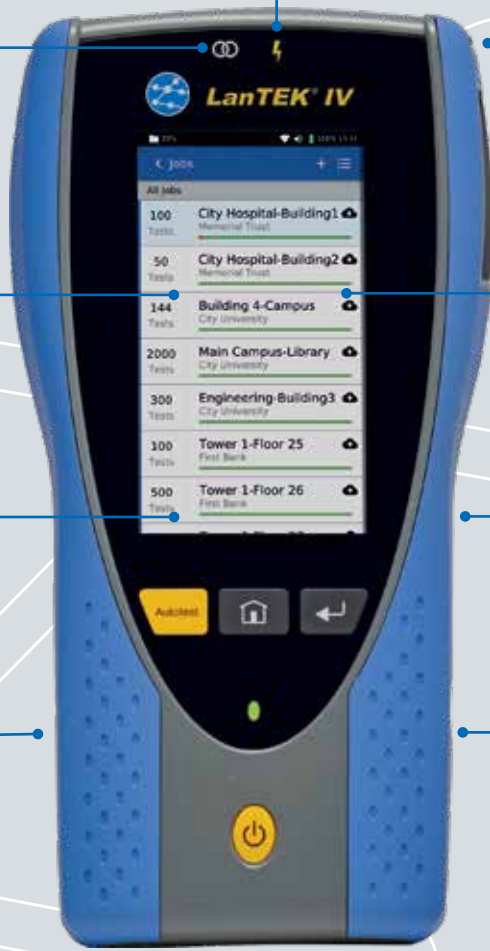 LanTEK® IV
100%
Jobs
All Jobs
100 City Hospital-Building1
Tests Memorial Trust
50 City Hospital-Building2
Tests Memorial Trust
144 Building 4-Campus
Tests City University
2000 Main Campus-Library
Tests City University
300 Engineering-Building3
Tests City University
100 Tower 1-Floor 25
Tests First Bank
500 Tower 1-Floor 26
Tests First Bank
Autotest